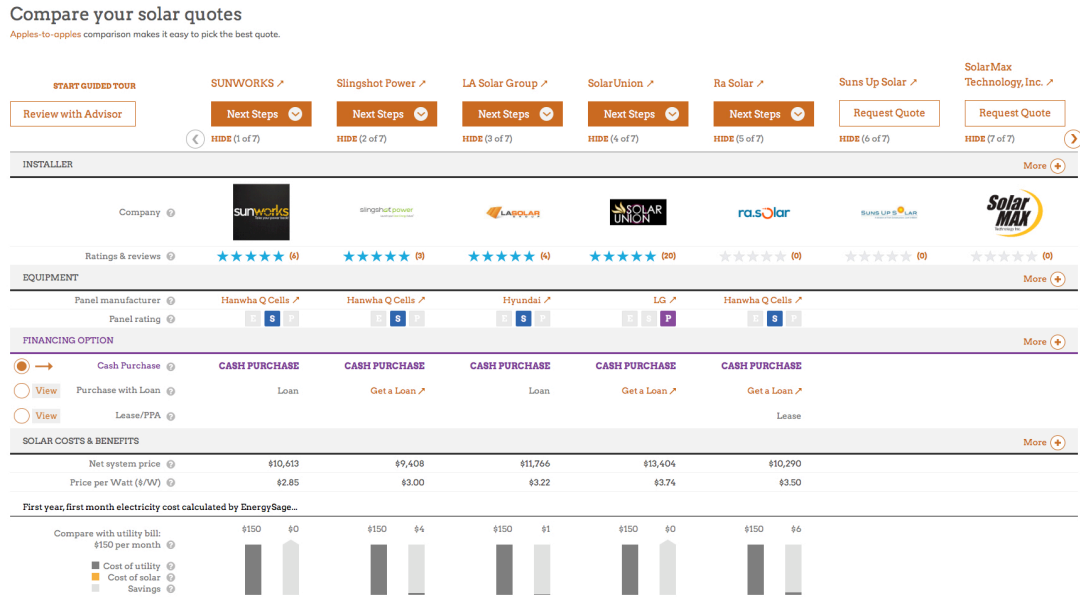 Compare your solar quotes
Apples-to-apples comparison makes it easy to pick the best quote.
START GUIDED TOUR
Review with Advisor
SUNWORKS ↗ Slingshot Power ↗ LA Solar Group ↗ SolarUnion ↗ Ra Solar ↗ Suns Up Solar ↗ SolarMax Technology, Inc. ↗
Next Steps Next Steps Next Steps Next Steps Next Steps Request Quote Request Quote
HIDE (1 of 7) HIDE (2 of 7) HIDE (3 of 7) HIDE (4 of 7) HIDE (5 of 7) HIDE (6 of 7) HIDE (7 of 7)
INSTALLER More +
Company ? sunworks slingshot power LA SOLAR SOLAR UNION ra.solar SUNS UP SOLAR Solar MAX
Ratings & reviews ? (6) (3) (4) (20) (0) (0) (0)
EQUIPMENT More +
Panel manufacturer ? Hanwha Q Cells ↗ Hanwha Q Cells ↗ Hyundai ↗ LG ↗ Hanwha Q Cells ↗
Panel rating ? E S P E S P E S P E S P E S P
FINANCING OPTION More +
Cash Purchase ? CASH PURCHASE CASH PURCHASE CASH PURCHASE CASH PURCHASE CASH PURCHASE
View Purchase with Loan ? Loan Get a Loan ↗ Loan Get a Loan ↗ Get a Loan ↗
View Lease/PPA ? Lease
SOLAR COSTS & BENEFITS More +
Net system price ? $10,613 $9,408 $11,766 $13,404 $10,290
Price per Watt ($/W) ? $2.85 $3.00 $3.22 $3.74 $3.50
First year, first month electricity cost calculated by EnergySage...
Compare with utility bill: $150 $0 $150 $4 $150 $1 $150 $0 $150 $6
$150 per month ?
Cost of utility ?
Cost of solar ?
Savings ?